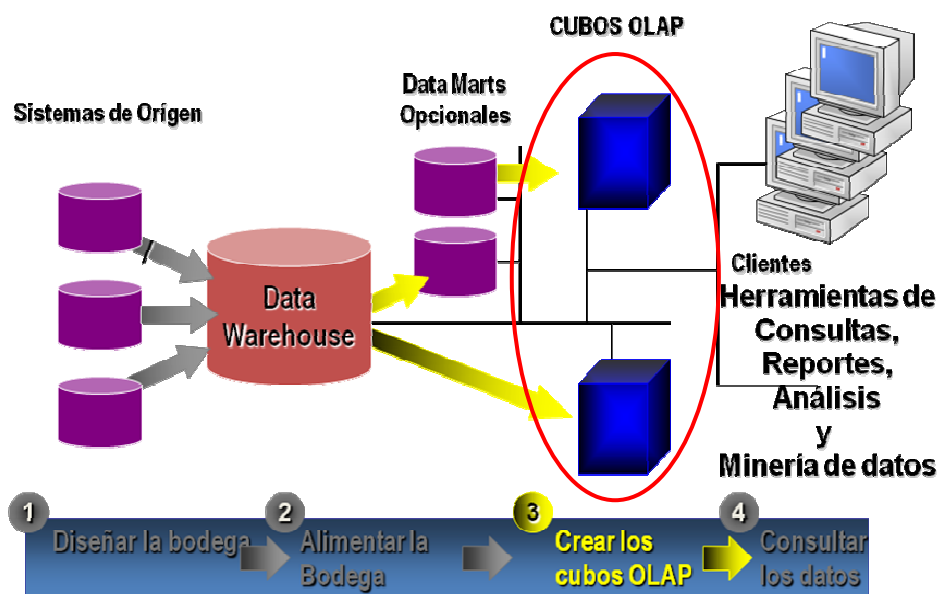 CUBOS OLAP
Sistemas de Orígen
Data Marts
Opcionales
Data
Warehouse
Clientes
Herramientas de
Consultas,
Reportes,
Análisis
y
Minería de datos
1
Diseñar la bodega
2
Alimentar la
Bodega
3
Crear los
cubos OLAP
4
Consultar
los datos